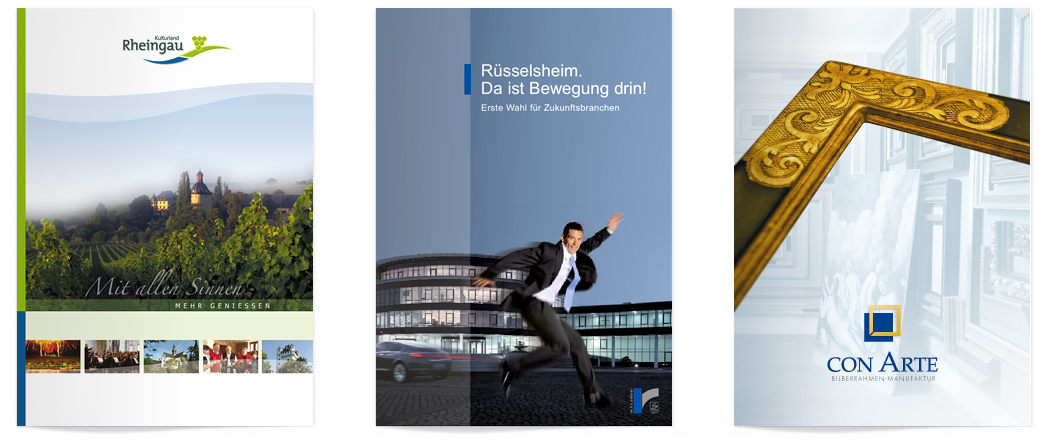 Kulturland
Rheingau
Mit allen Sinnen
MEHR GENIESSEN
Rüsselsheim.
Da ist Bewegung drin!
Erste Wahl für Zukunftsbranchen
CON ARTE
BILBERRAHMEN-MANUFAKTUR